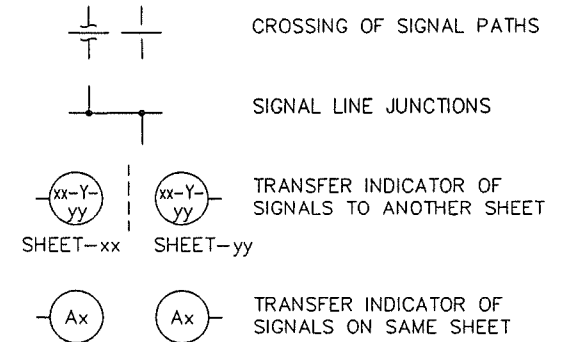 CROSSING OF SIGNAL PATHS
SIGNAL LINE JUNCTIONS
xx-Y-
yy
xx-Y-
yy
TRANSFER INDICATOR OF
SIGNALS TO ANOTHER SHEET
SHEET-xx
SHEET-yy
Ax
Ax
TRANSFER INDICATOR OF
SIGNALS ON SAME SHEET